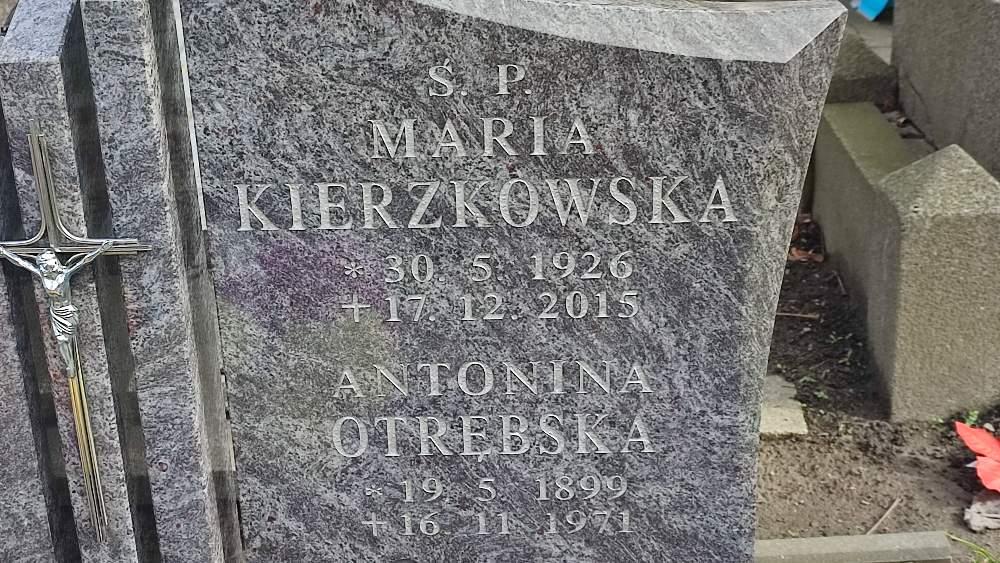 Ś. P.
MARIA
KIERZKOWSKA
* 30. 5. 1926
+ 17. 12. 2015
ANTONINA
OTRĘBSKA
* 19. 5. 1899
+ 16. 11. 1971